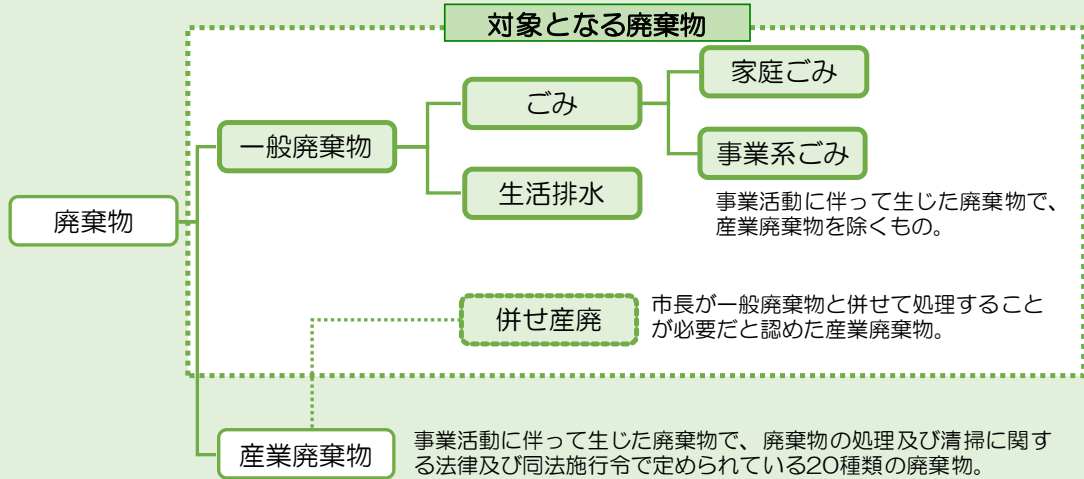 対象となる廃棄物
家庭ごみ
ごみ
一般廃棄物
事業系ごみ
生活排水
事業活動に伴って生じた廃棄物で、
産業廃棄物を除くもの。
廃棄物
併せ産廃
市長が一般廃棄物と併せて処理すること
が必要だと認めた産業廃棄物。
産業廃棄物
事業活動に伴って生じた廃棄物で、廃棄物の処理及び清掃に関す
る法律及び同法施行令で定められている20種類の廃棄物。